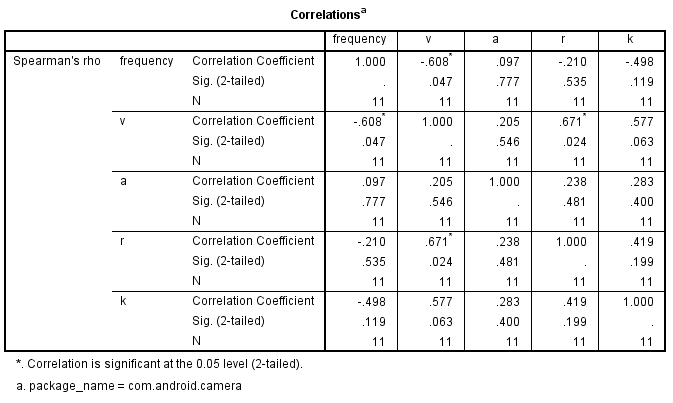 Correlationsa
frequency v a r k
Spearman's rho frequency Correlation Coefficient 1.000 -.608* .097 -.210 -.498
Sig. (2-tailed) . .047 .777 .535 .119
N 11 11 11 11 11
v Correlation Coefficient -.608* 1.000 .205 .671* .577
Sig. (2-tailed) .047 . .546 .024 .063
N 11 11 11 11 11
a Correlation Coefficient .097 .205 1.000 .238 .283
Sig. (2-tailed) .777 .546 . .481 .400
N 11 11 11 11 11
r Correlation Coefficient -.210 .671* .238 1.000 .419
Sig. (2-tailed) .535 .024 .481 . .199
N 11 11 11 11 11
k Correlation Coefficient -.498 .577 .283 .419 1.000
Sig. (2-tailed) .119 .063 .400 .199 .
N 11 11 11 11 11
*. Correlation is significant at the 0.05 level (2-tailed).
a. package_name = com.android.camera